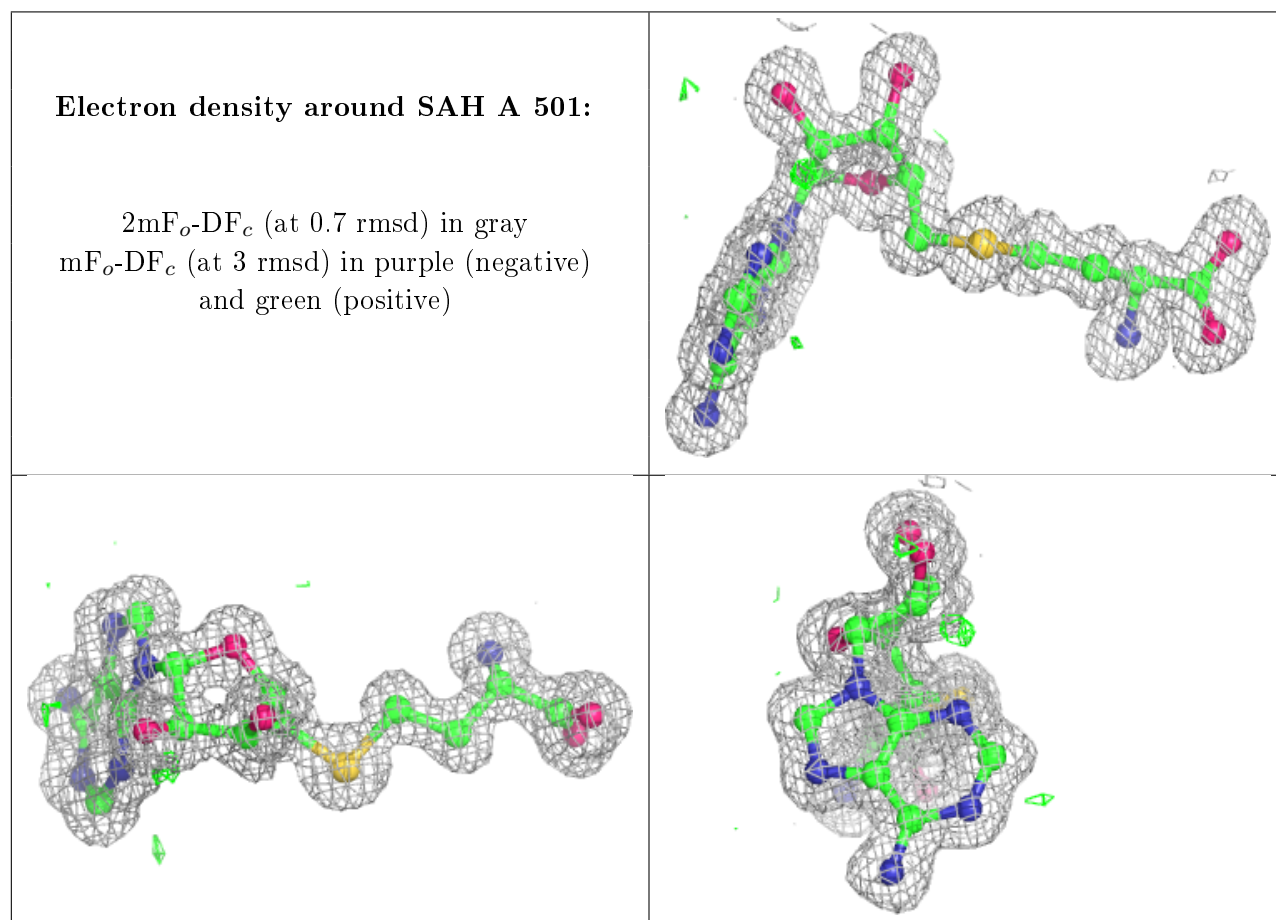 Electron density around SAH A 501:
2mFo-DFc (at 0.7 rmsd) in gray
mFo-DFc (at 3 rmsd) in purple (negative)
and green (positive)